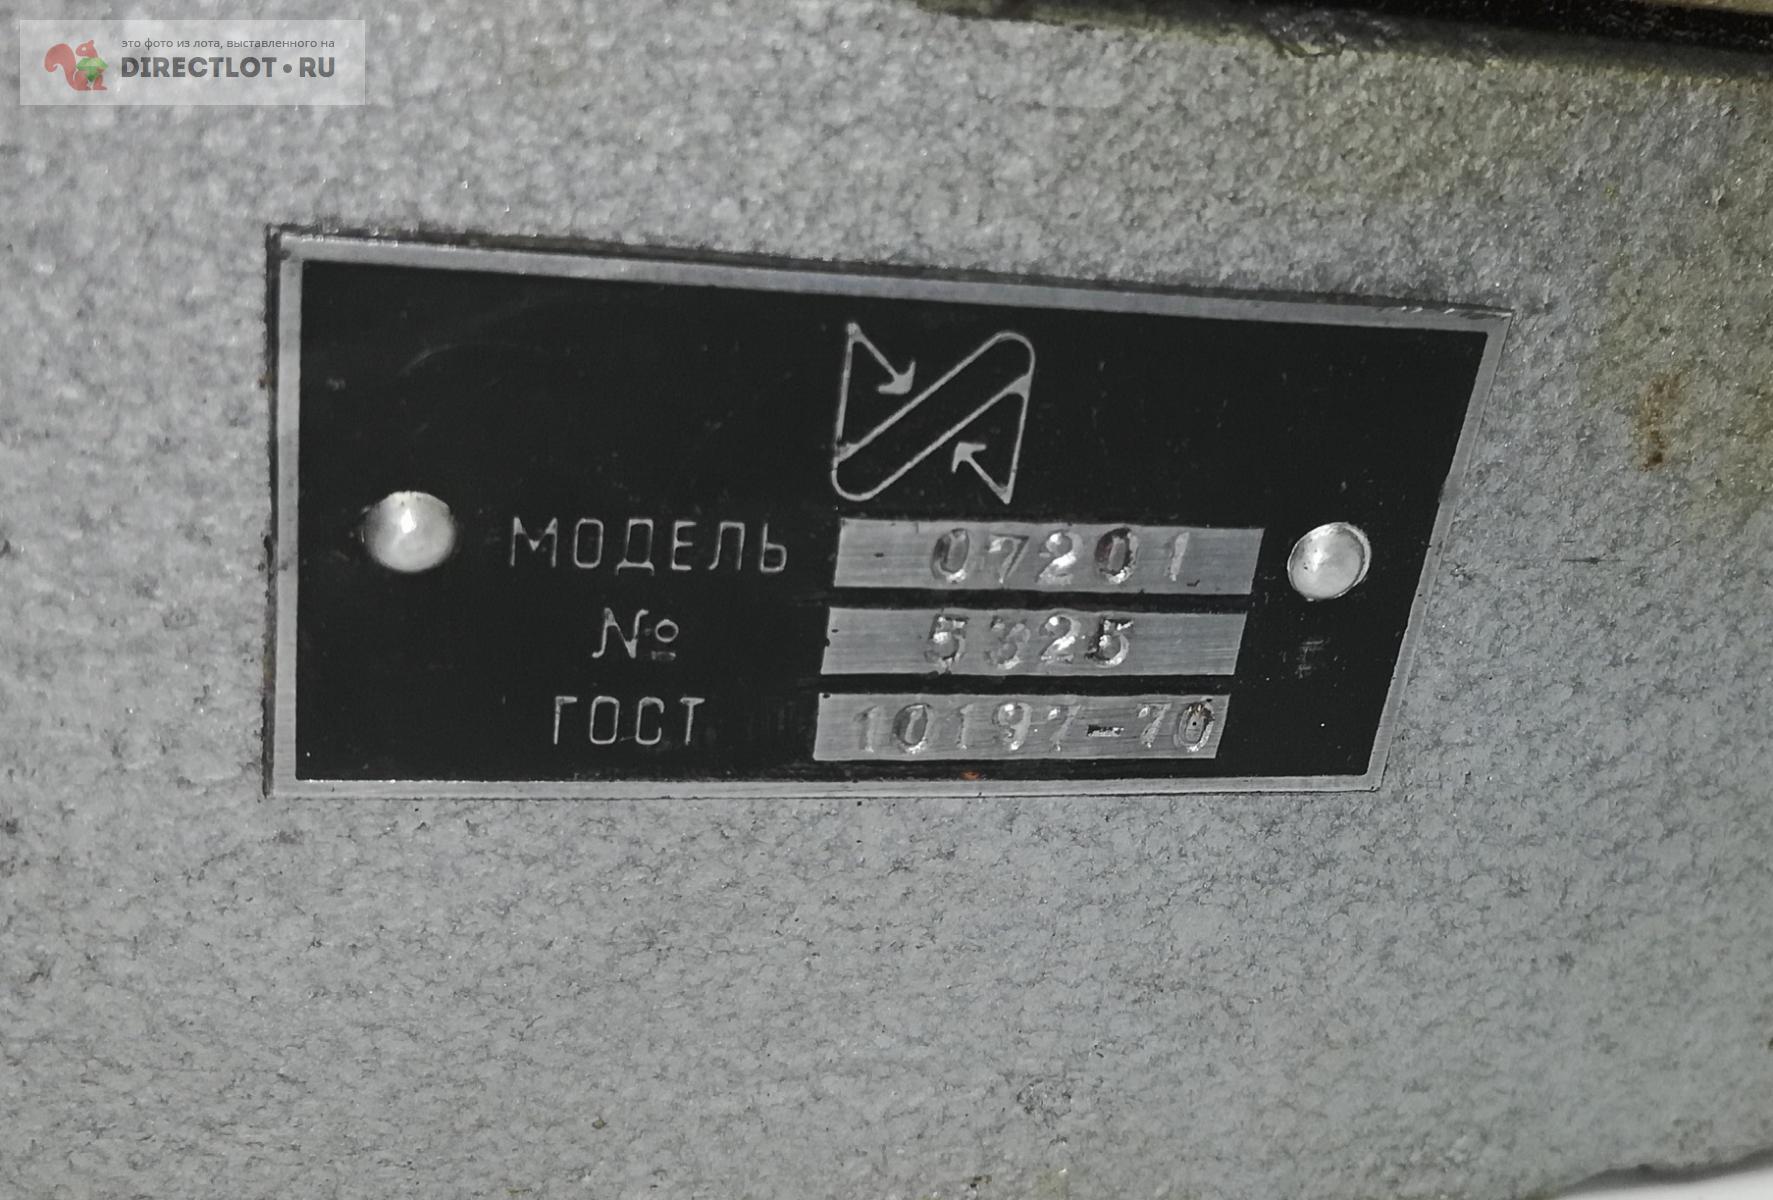 это фото из лота, выставленного на
DIRECTLOT•RU
МОДЕЛЬ 07201
№ 5325
ГОСТ 10197-70